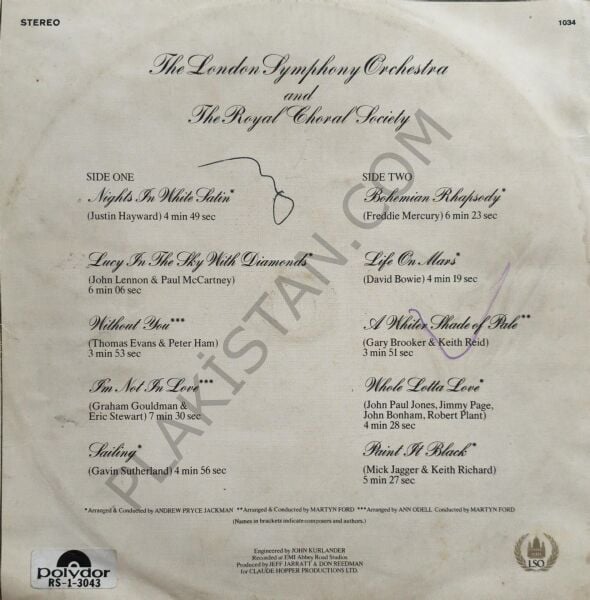 STEREO
1034
The London Symphony Orchestra
and
The Royal Choral Society
SIDE ONE
Nights In White Satin*
(Justin Hayward) 4 min 49 sec
Lucy In The Sky With Diamonds*
(John Lennon & Paul McCartney)
6 min 06 sec
Without You***
(Thomas Evans & Peter Ham)
3 min 53 sec
I'm Not In Love***
(Graham Gouldman &
Eric Stewart) 7 min 30 sec
Sailing*
(Gavin Sutherland) 4 min 56 sec
SIDE TWO
Bohemian Rhapsody*
(Freddie Mercury) 6 min 23 sec
Life On Mars*
(David Bowie) 4 min 19 sec
A Whiter Shade of Pale**
(Gary Brooker & Keith Reid)
3 min 51 sec
Whole Lotta Love*
(John Paul Jones, Jimmy Page,
John Bonham, Robert Plant)
4 min 28 sec
Paint It Black*
(Mick Jagger & Keith Richard)
5 min 27 sec
*Arranged & Conducted by ANDREW PRYCE JACKMAN **Arranged & Conducted by MARTYN FORD ***Arranged by ANN ODELL Conducted by MARTYN FORD
(Names in brackets indicate composers and authors.)
Engineered by JOHN KURLANDER
Recorded at EMI Abbey Road Studios
Produced by JEFF JARRATT & DON REEDMAN
for CLAUDE HOPPER PRODUCTIONS LTD.
polydor
RS-1-3043
LSO
PLAKİSTAN.COM